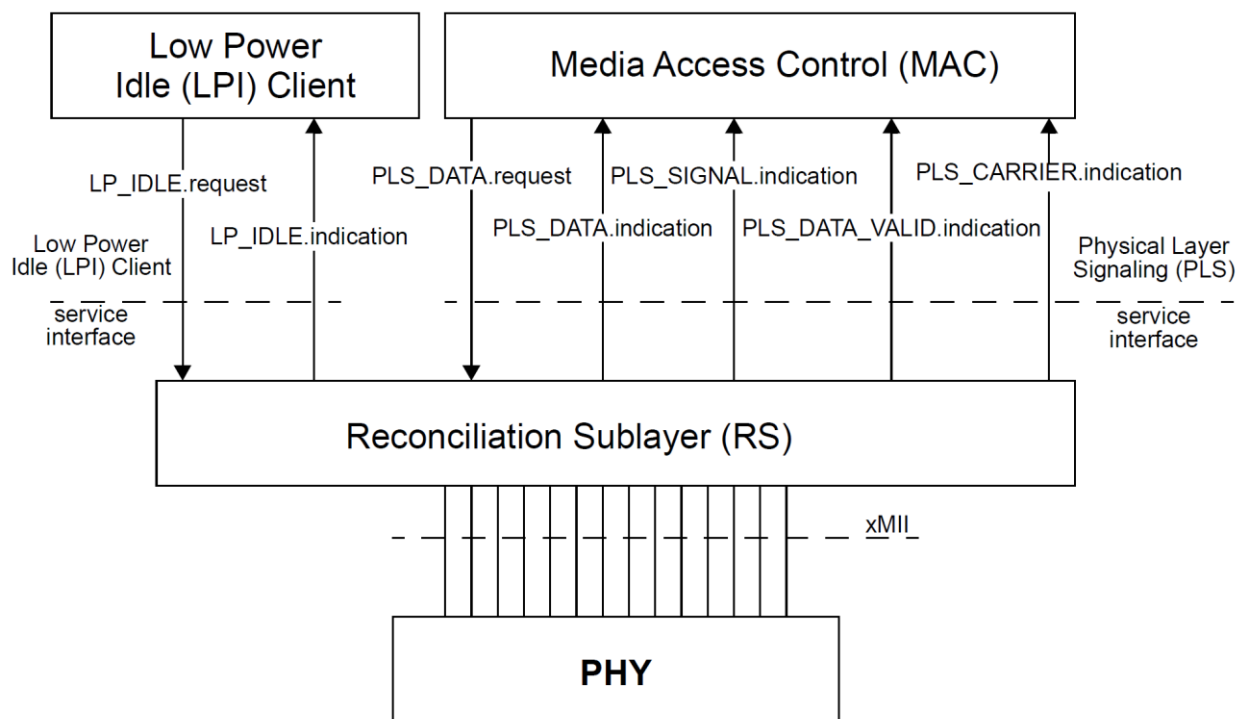 Low Power
Idle (LPI) Client
Media Access Control (MAC)
LP_IDLE.request
PLS_DATA.request
PLS_SIGNAL.indication
PLS_CARRIER.indication
LP_IDLE.indication
PLS_DATA.indication
PLS_DATA_VALID.indication
Low Power
Idle (LPI) Client
Physical Layer
Signaling (PLS)
service
interface
service
interface
Reconciliation Sublayer (RS)
xMII
PHY